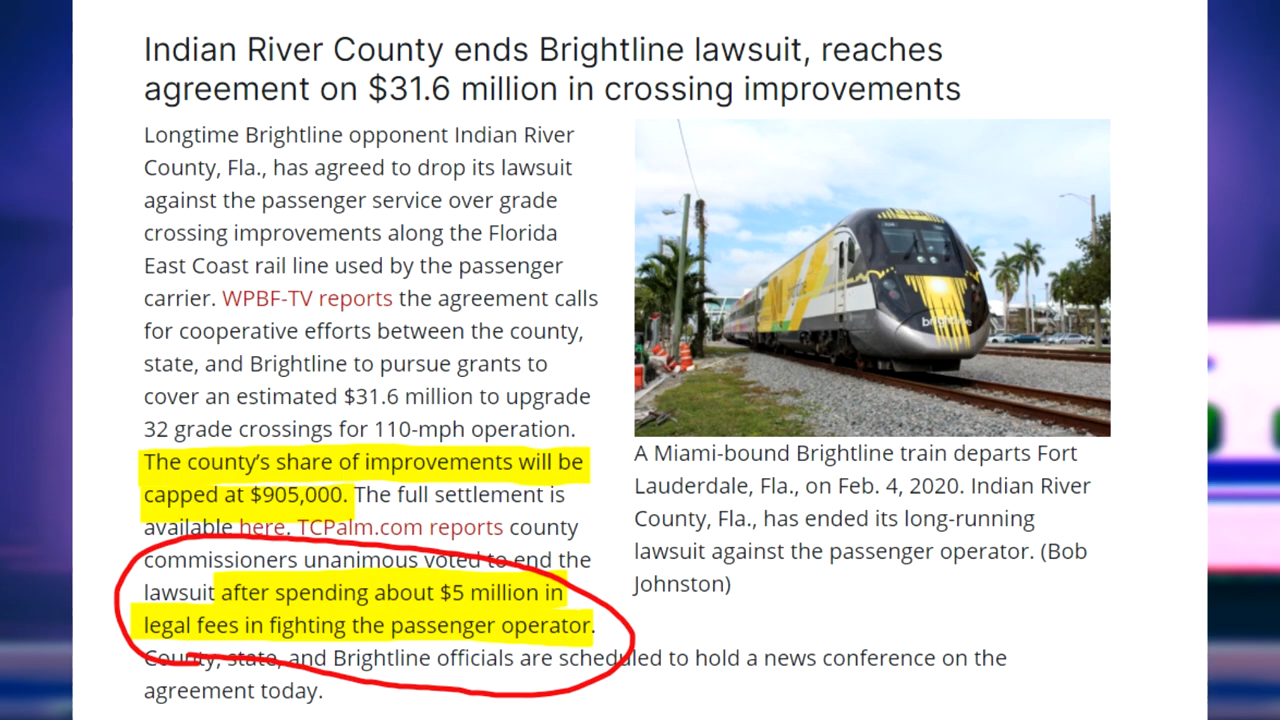 Indian River County ends Brightline lawsuit, reaches
agreement on $31.6 million in crossing improvements
Longtime Brightline opponent Indian River
County, Fla., has agreed to drop its lawsuit
against the passenger service over grade
crossing improvements along the Florida
East Coast rail line used by the passenger
carrier. WPBF-TV reports the agreement calls
for cooperative efforts between the county,
state, and Brightline to pursue grants to
cover an estimated $31.6 million to upgrade
32 grade crossings for 110-mph operation.
The county's share of improvements will be
capped at $905,000. The full settlement is
available here. TCPalm.com reports county
commissioners unanimous voted to end the
lawsuit after spending about $5 million in
legal fees in fighting the passenger operator.
County, state, and Brightline officials are scheduled to hold a news conference on the
agreement today.
brightline
A Miami-bound Brightline train departs Fort
Lauderdale, Fla., on Feb. 4, 2020. Indian River
County, Fla., has ended its long-running
lawsuit against the passenger operator. (Bob
Johnston)